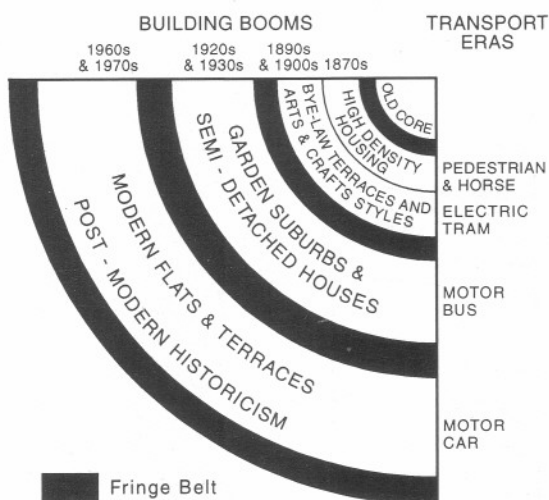 BUILDING BOOMS
TRANSPORT
ERAS
1960s
& 1970s
1920s
& 1930s
1890s
& 1900s
1870s
OLD CORE
HIGH DENSITY
HOUSING
BYE-LAW TERRACES AND
ARTS & CRAFTS STYLES
GARDEN SUBURBS &
SEMI - DETACHED HOUSES
MODERN FLATS & TERRACES
POST - MODERN HISTORICISM
PEDESTRIAN
& HORSE
ELECTRIC
TRAM
MOTOR
BUS
MOTOR
CAR
Fringe Belt